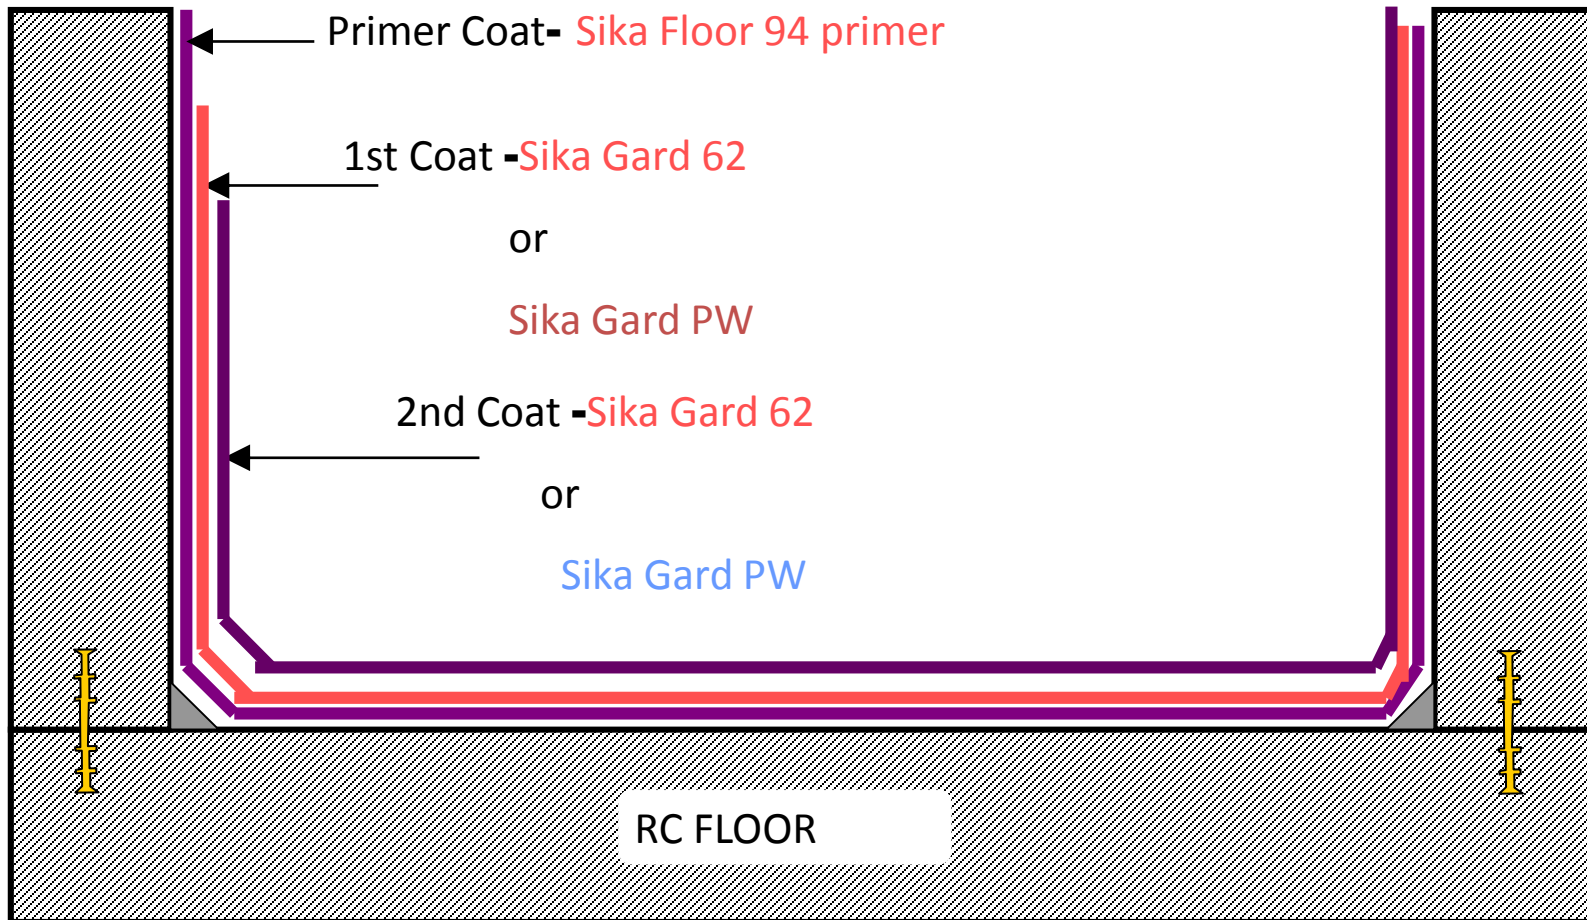 Primer Coat- Sika Floor 94 primer
1st Coat -Sika Gard 62
or
Sika Gard PW
2nd Coat -Sika Gard 62
or
Sika Gard PW
RC FLOOR